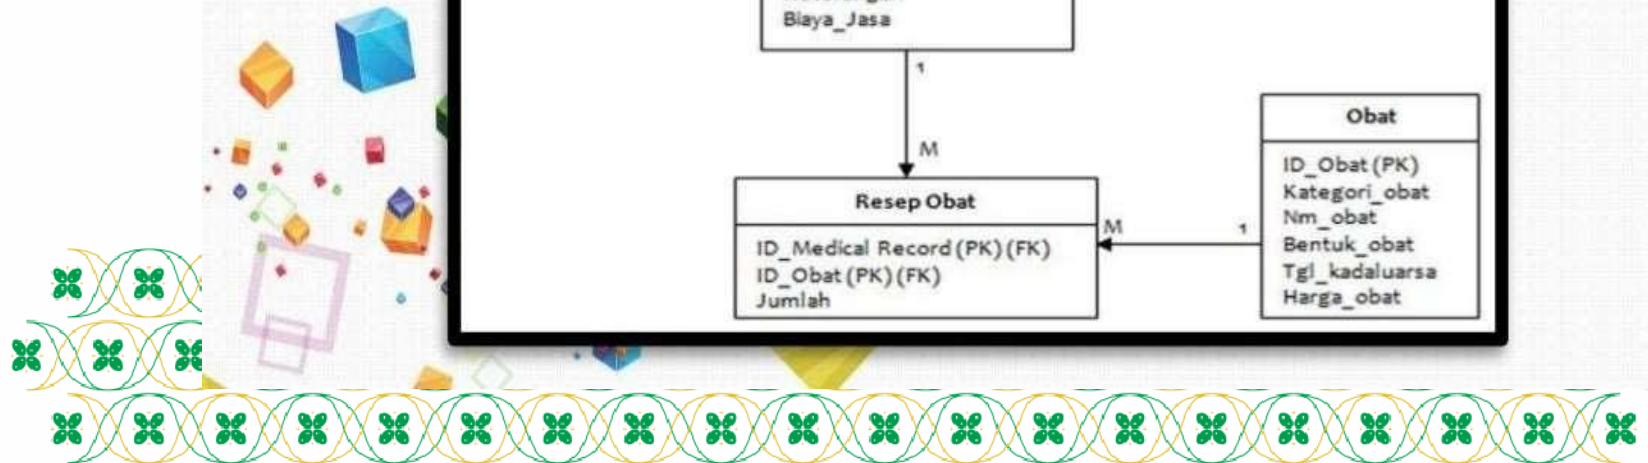 Biaya_Jasa
1
M
Obat
ID_Obat (PK)
Kategori_obat
Nm_obat
Bentuk_obat
Tgl_kadaluarsa
Harga_obat
Resep Obat
ID_Medical Record (PK) (FK)
ID_Obat (PK) (FK)
Jumlah
M
1